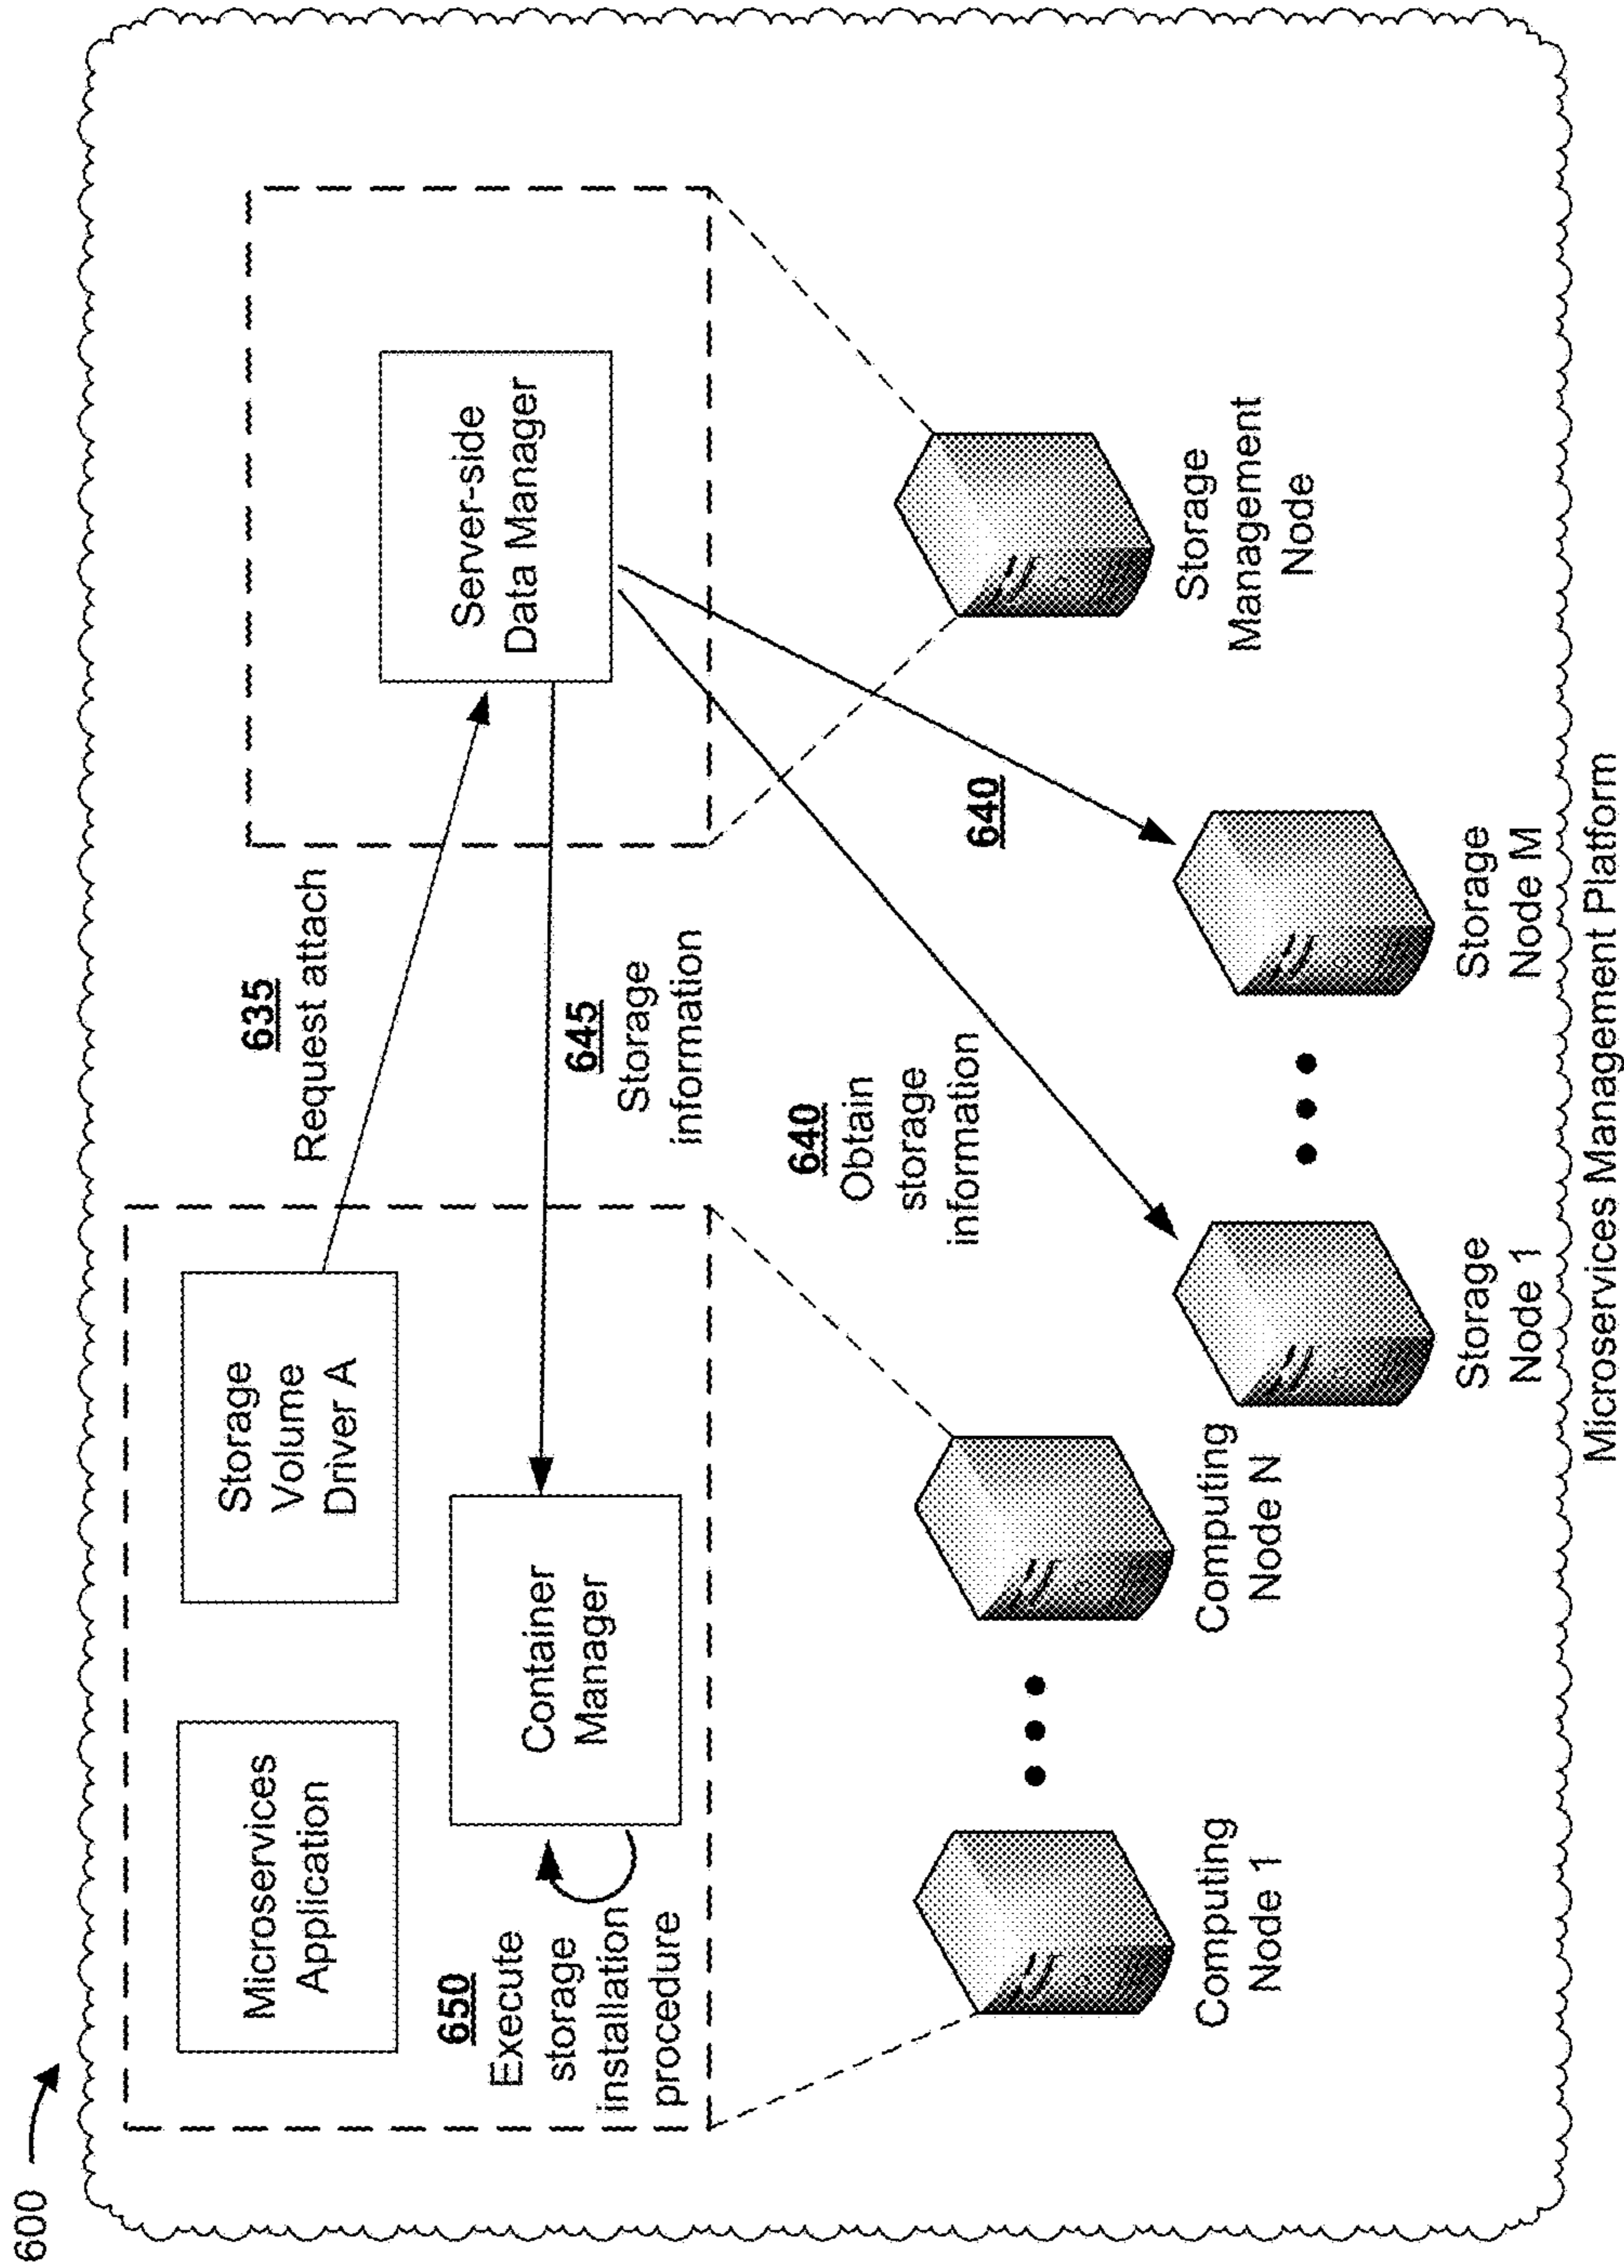 600
Microservices
Application
Storage
Volume
Driver A
635
Request attach
Server-side
Data Manager
650
Execute
storage
installation
procedure
Container
Manager
645
Storage
information
640
Obtain
storage
information
640
Computing
Node 1
Computing
Node N
Storage
Node 1
Storage
Node M
Storage
Management
Node
Microservices Management Platform